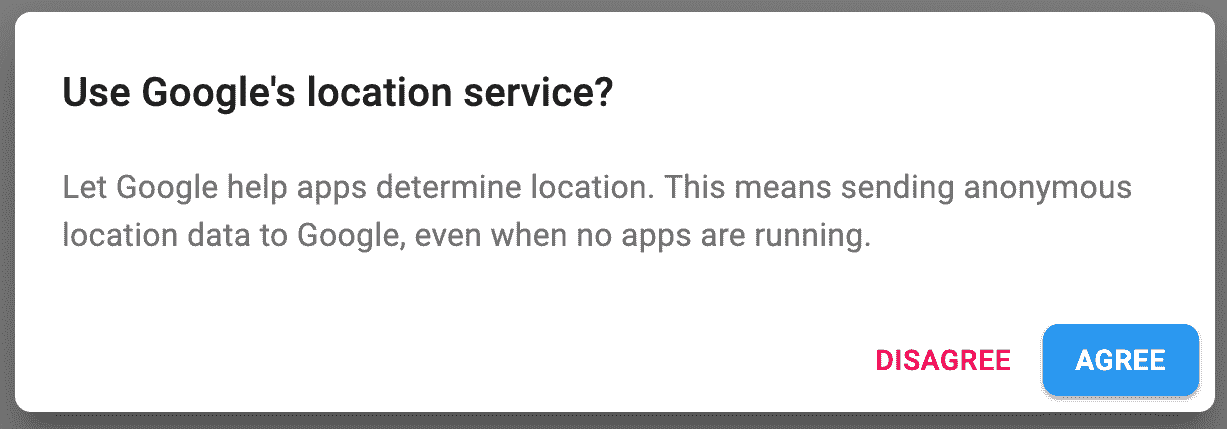 Use Google's location service?
Let Google help apps determine location. This means sending anonymous
location data to Google, even when no apps are running.
DISAGREE AGREE